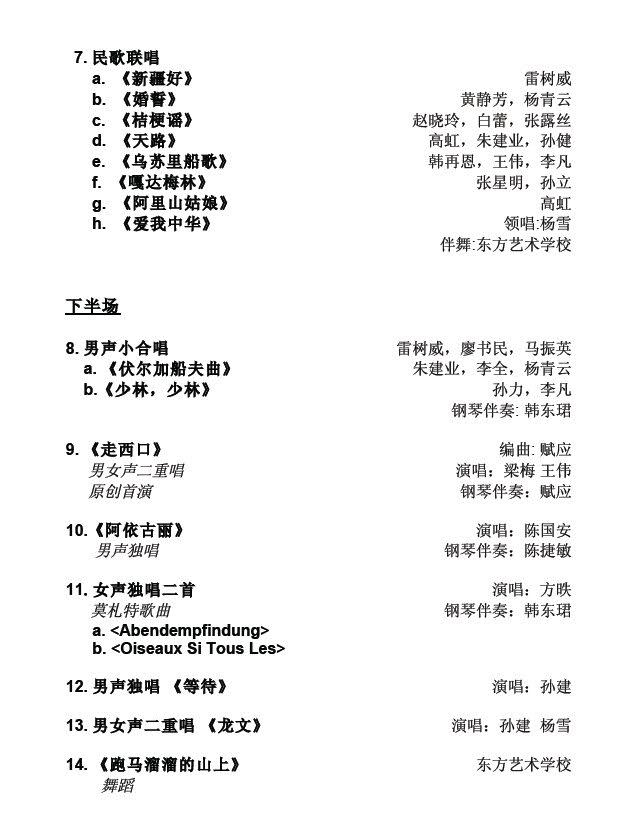 7. 民歌联唱
a. 《新疆好》 雷树威
b. 《婚誓》 黄静芳，杨青云
c. 《桔梗谣》 赵晓玲，白蕾，张露丝
d. 《天路》 高虹，朱建业，孙健
e. 《乌苏里船歌》 韩再恩，王伟，李凡
f. 《嘎达梅林》 张星明，孙立
g. 《阿里山姑娘》 高虹
h. 《爱我中华》 领唱:杨雪
伴舞:东方艺术学校
下半场
8. 男声小合唱 雷树威，廖书民，马振英
a. 《伏尔加船夫曲》 朱建业，李全，杨青云
b.《少林，少林》 孙力，李凡
钢琴伴奏: 韩东珺
9. 《走西口》 编曲: 赋应
男女声二重唱 演唱：梁梅 王伟
原创首演 钢琴伴奏：赋应
10.《阿依古丽》 演唱：陈国安
男声独唱 钢琴伴奏：陈捷敏
11. 女声独唱二首 演唱：方昳
莫札特歌曲 钢琴伴奏：韩东珺
a. <Abendempfindung>
b. <Oiseaux Si Tous Les>
12. 男声独唱 《等待》 演唱：孙建
13. 男女声二重唱 《龙文》 演唱：孙建 杨雪
14. 《跑马溜溜的山上》 东方艺术学校
舞蹈